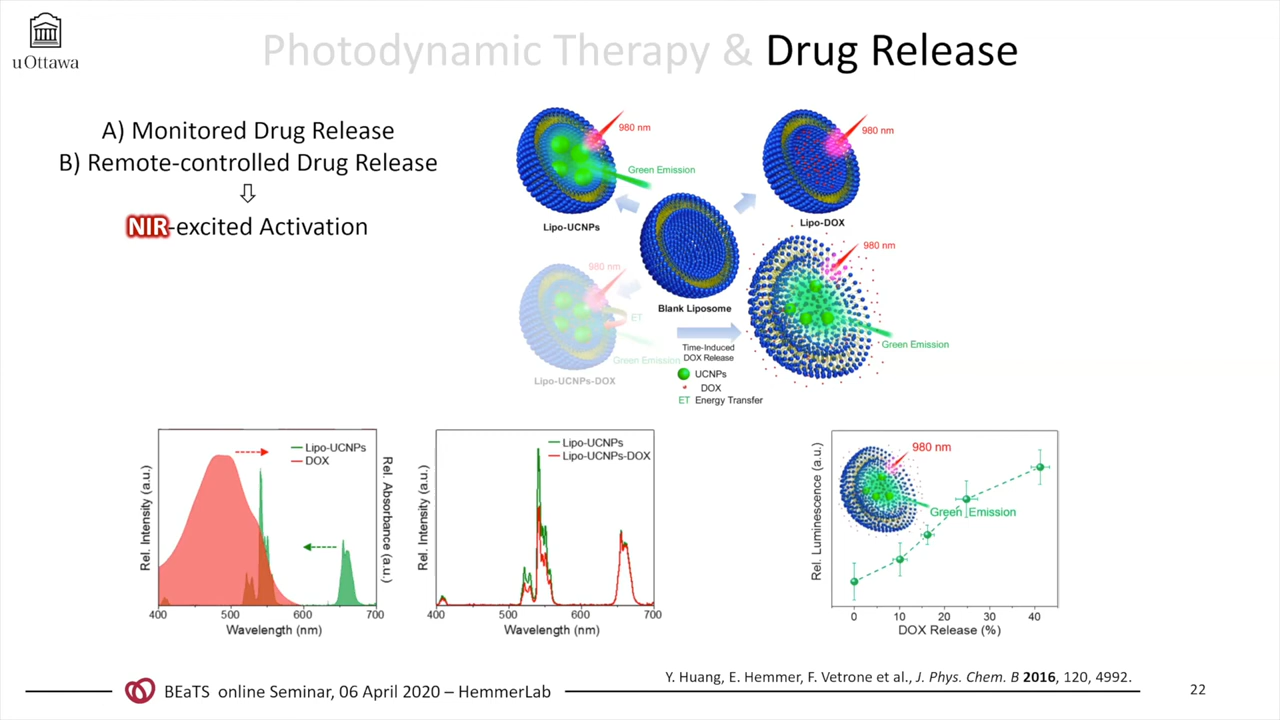 uOttawa
Photodynamic Therapy & Drug Release
A) Monitored Drug Release
B) Remote-controlled Drug Release
NIR-excited Activation
980 nm
Green Emission
Lipo-UCNPs
980 nm
Lipo-DOX
Blank Liposome
980 nm
ET
Green Emission
Lipo-UCNPs-DOX
980 nm
Green Emission
Time-Induced
DOX Release
UCNPs
DOX
ET Energy Transfer
Rel. Intensity (a.u.)
Lipo-UCNPs
DOX
Rel. Absorbance (a.u.)
400 500 600 700
Wavelength (nm)
Rel. Intensity (a.u.)
Lipo-UCNPs
Lipo-UCNPs-DOX
400 500 600 700
Wavelength (nm)
Rel. Luminescence (a.u.)
980 nm
Green Emission
0 10 20 30 40
DOX Release (%)
Y. Huang, E. Hemmer, F. Vetrone et al., J. Phys. Chem. B 2016, 120, 4992.
BEaTS online Seminar, 06 April 2020 – HemmerLab
22